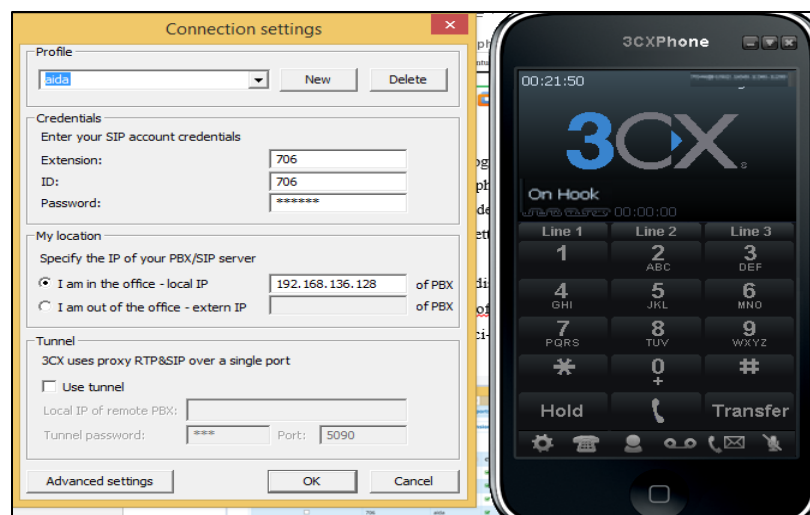 Connection settings
Profile
aida
New
Delete
Credentials
Enter your SIP account credentials
Extension:
706
ID:
706
Password:
******
My location
Specify the IP of your PBX/SIP server
I am in the office - local IP
192.168.136.128
of PBX
I am out of the office - extern IP
of PBX
Tunnel
3CX uses proxy RTP&SIP over a single port
Use tunnel
Local IP of remote PBX:
Tunnel password:
***
Port:
5090
Advanced settings
OK
Cancel
3CXPhone
00:21:50
3CX
On Hook
00:00:00
Line 1
Line 2
Line 3
1
2
ABC
3
DEF
4
GHI
5
JKL
6
MNO
7
PQRS
8
TUV
9
WXYZ
*
0
+
#
Hold
Transfer
706